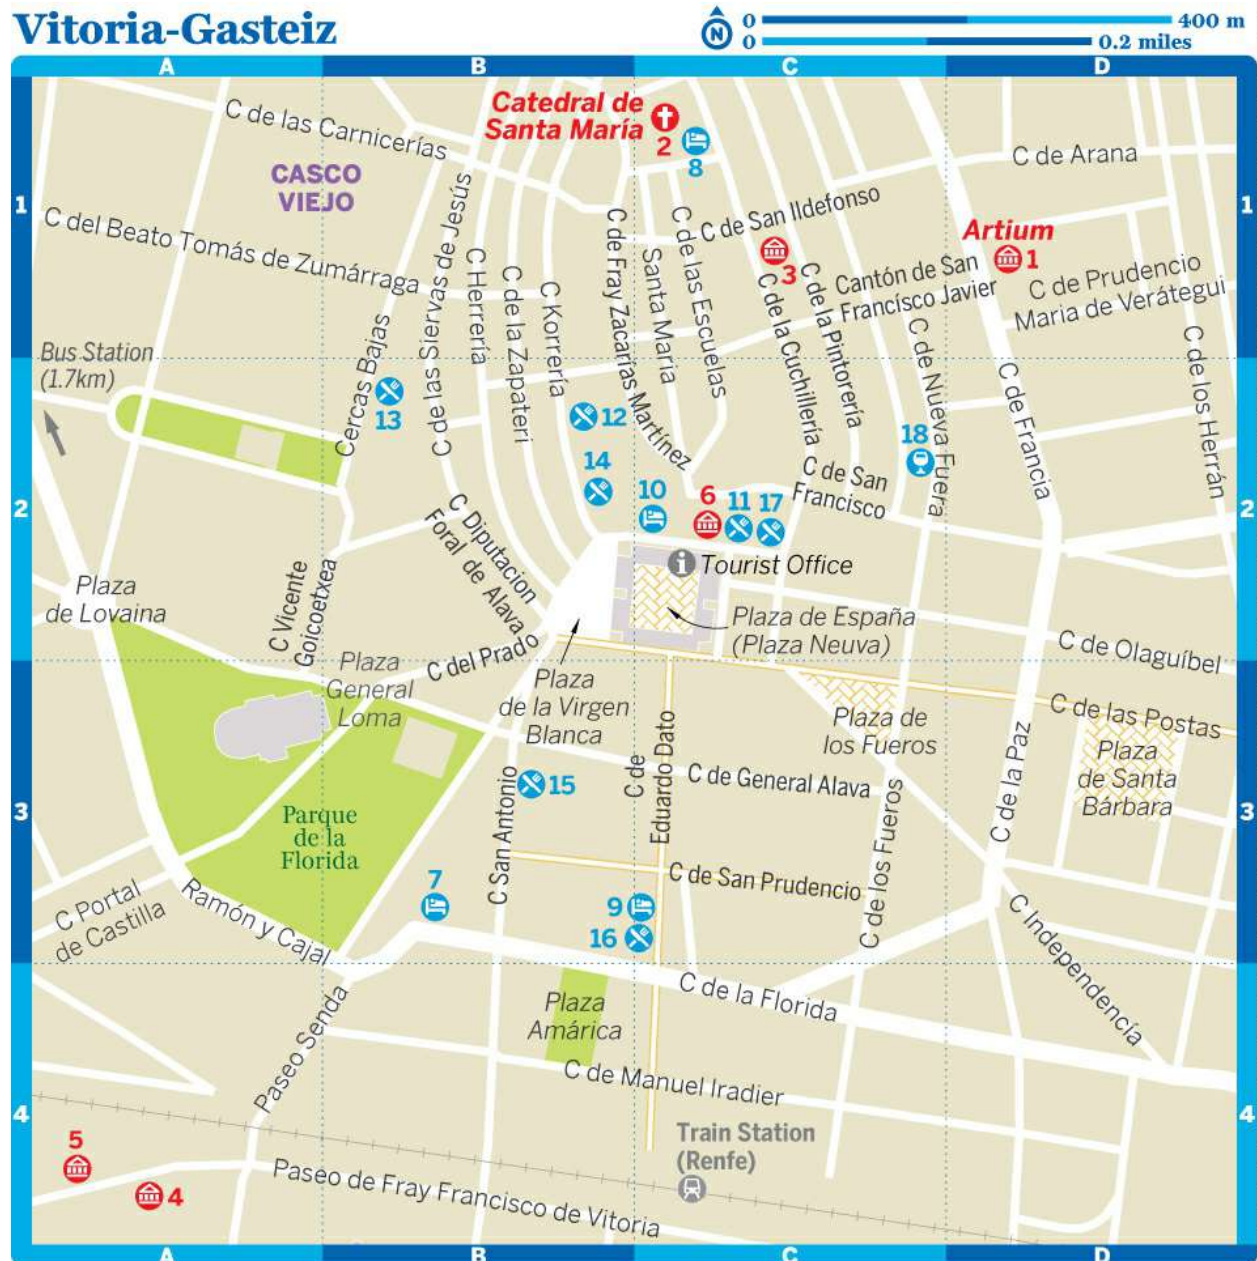 Vitoria-Gasteiz
N
0 400 m
0 0.2 miles
A B C D
1
1
2
2
3
3
4
4
C de las Carnicerías
CASCO
VIEJO
C del Beato Tomás de Zumárraga
Catedral de
Santa María
2
8
C de Arana
C de San Ildefonso
Artium
1
3
Cantón de San
Francísco Javier
C de Prudencio
Maria de Verátegui
C de las Siervas de Jesús
C Herrería
C de la Zapateri
C Korrería
C de Fray Zacarías Martínez
Santa María
C de las Escuelas
C de la Cuchillería
C de la Pintorería
C de Nueva Fuera
C de Francia
C de los Herrán
Bus Station
(1.7km)
Cercas Bajas
13
12
14
10
6
11
17
18
C de San
Francisco
Tourist Office
Plaza de España
(Plaza Neuva)
C Diputacion
Foral de Alava
C Vicente
Goicoetxea
Plaza
de Lovaina
C del Prado
Plaza
General
Loma
Plaza
de la Virgen
Blanca
C de Olaguíbel
C de las Postas
Plaza de
los Fueros
Plaza
de Santa
Bárbara
C de la Paz
C de
Eduardo Dato
C de General Alava
15
C San Antonio
Parque
de la
Florida
C de San Prudencio
C de los Fueros
7
9
16
C Portal
de Castilla
Ramón y Cajal
C Independencía
C de la Florida
Plaza
Amárica
Paseo Senda
C de Manuel Iradier
Train Station
(Renfe)
5
4
Paseo de Fray Francisco de Vitoria
A B C D